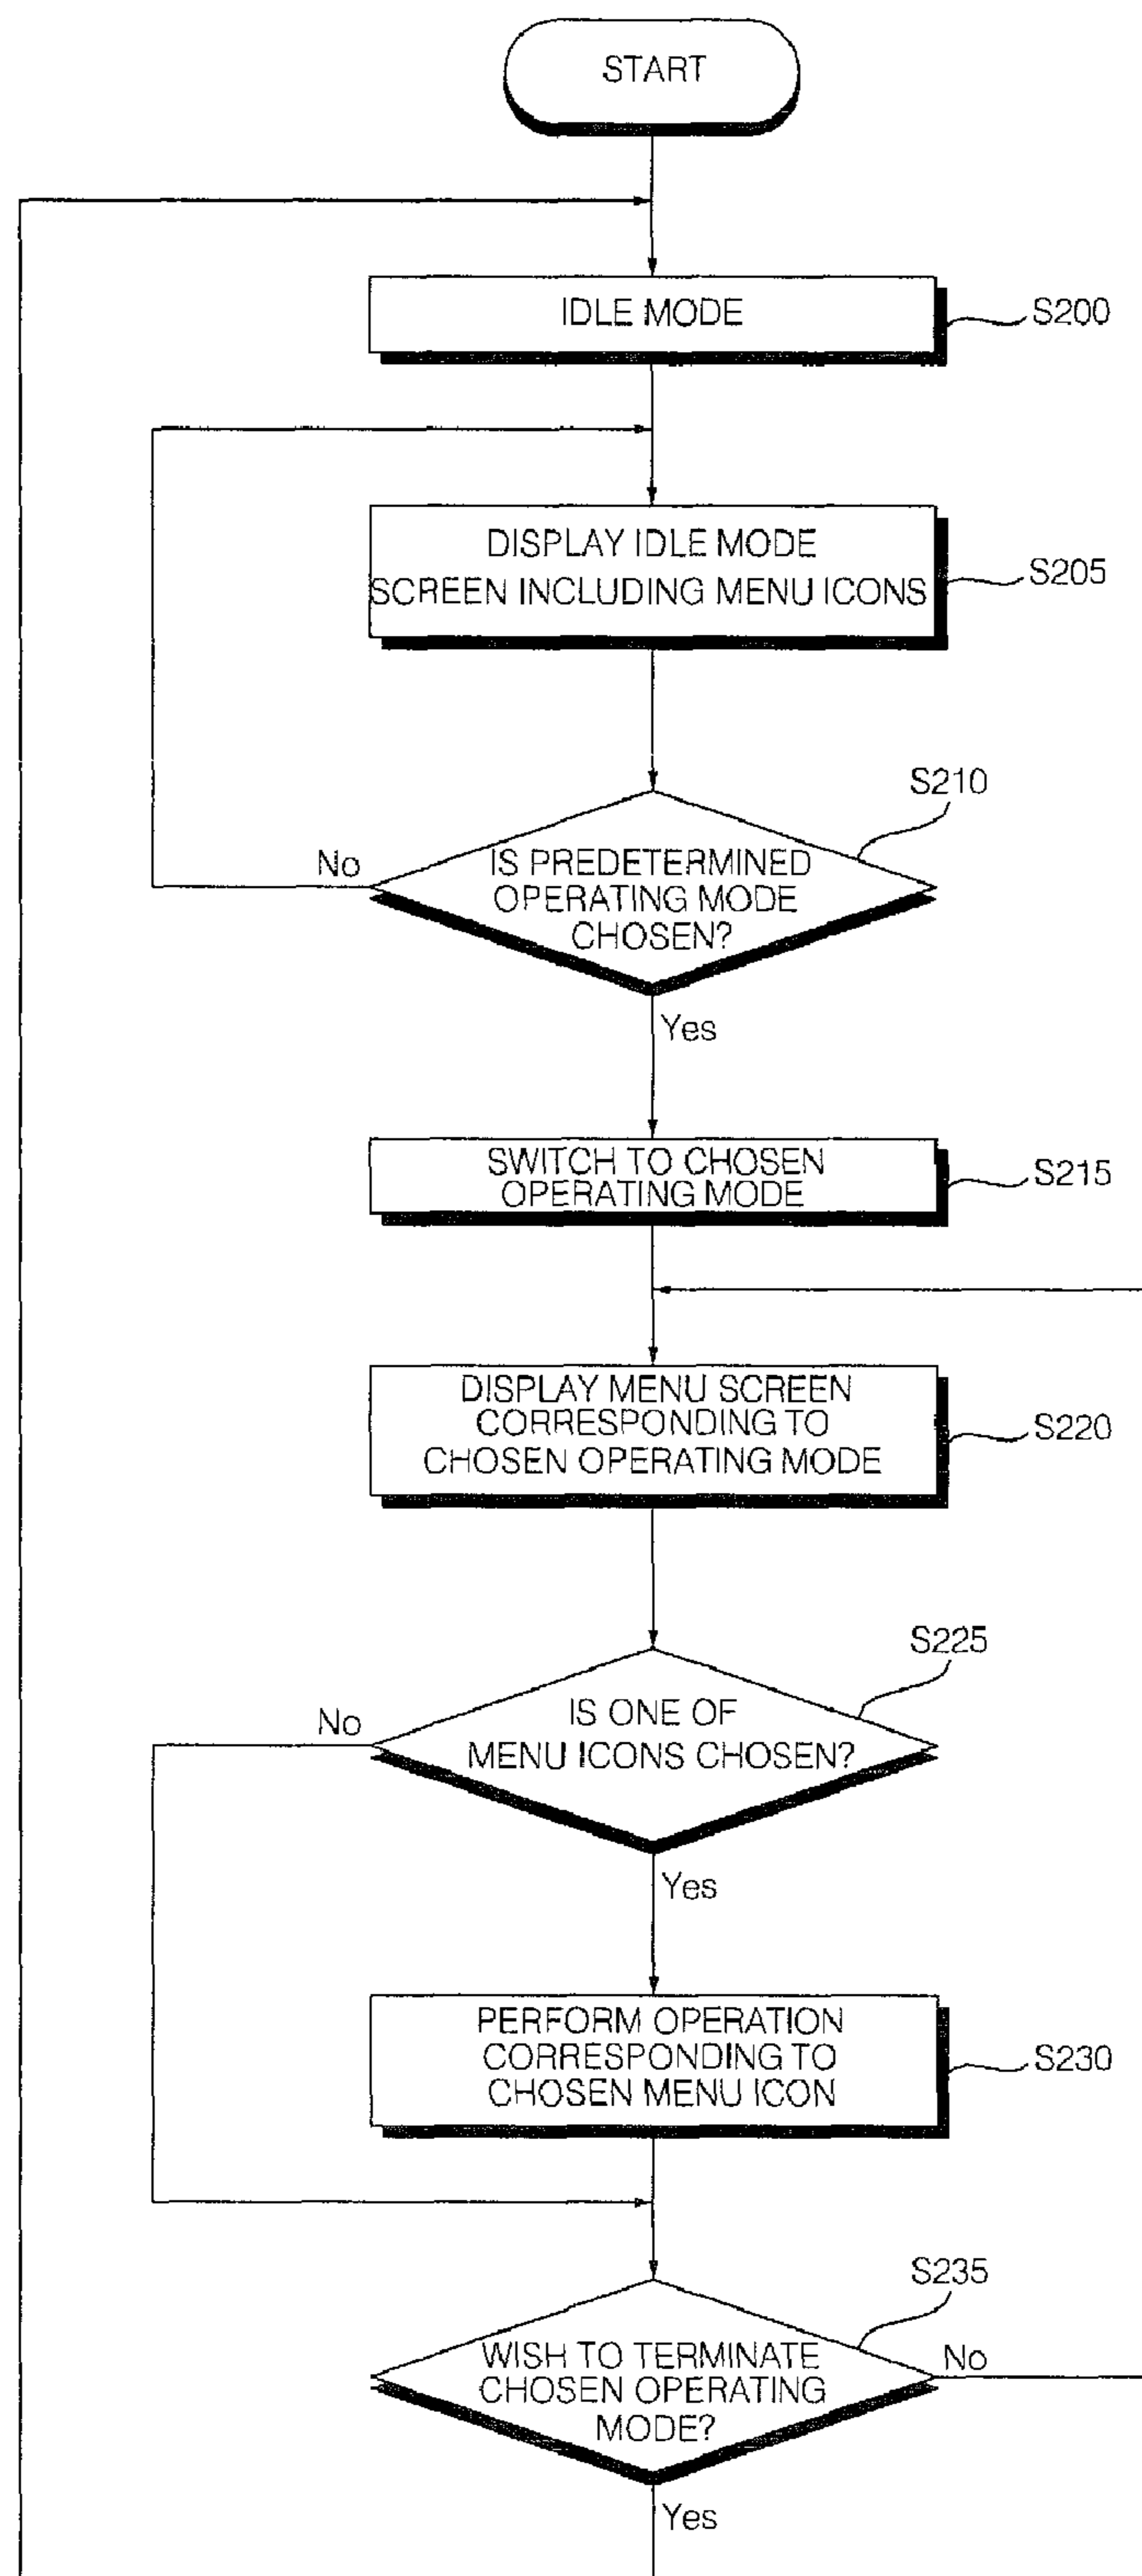 START
IDLE MODE
S200
DISPLAY IDLE MODE
SCREEN INCLUDING MENU ICONS
S205
S210
No
IS PREDETERMINED
OPERATING MODE
CHOSEN?
Yes
SWITCH TO CHOSEN
OPERATING MODE
S215
DISPLAY MENU SCREEN
CORRESPONDING TO
CHOSEN OPERATING MODE
S220
S225
No
IS ONE OF
MENU ICONS CHOSEN?
Yes
PERFORM OPERATION
CORRESPONDING TO
CHOSEN MENU ICON
S230
S235
WISH TO TERMINATE
CHOSEN OPERATING
MODE?
No
Yes